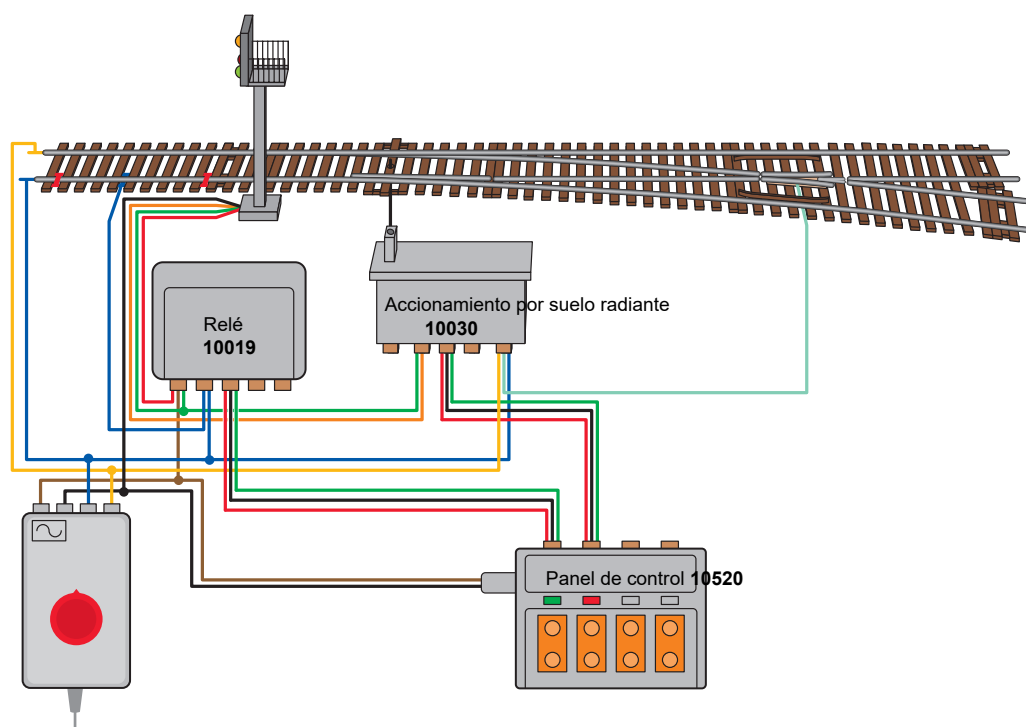 Accionamiento por suelo radiante
10030
Relé
10019
Panel de control 10520